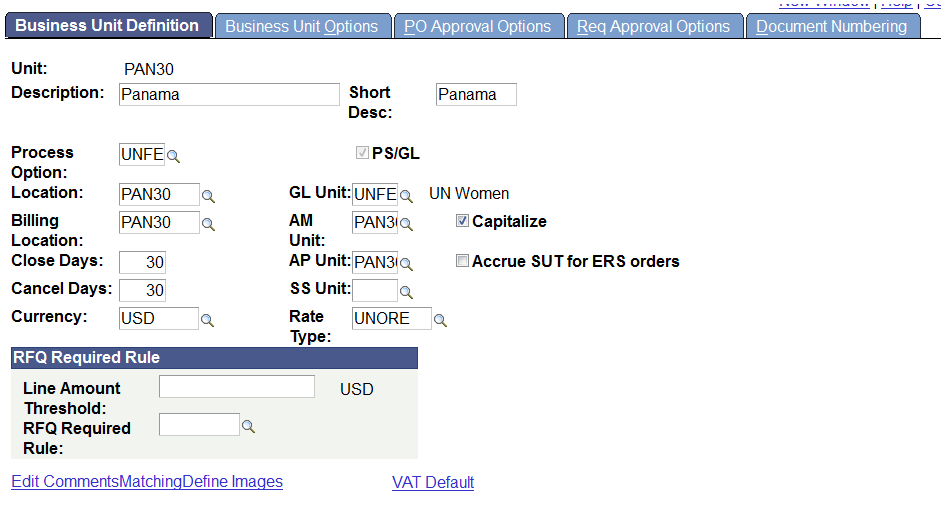 New Window | Help |
Business Unit Definition Business Unit Options PO Approval Options Req Approval Options Document Numbering
Unit: PAN30
Description: Panama Short Panama
Desc:
Process UNFE PS/GL
Option:
Location: PAN30 GL Unit: UNFE UN Women
Billing PAN30 AM PAN3 Capitalize
Location: Unit:
Close Days: 30 AP Unit: PAN3 Accrue SUT for ERS orders
Cancel Days: 30 SS Unit:
Currency: USD Rate UNORE
Type:
RFQ Required Rule
Line Amount USD
Threshold:
RFQ Required
Rule:
Edit CommentsMatchingDefine Images VAT Default